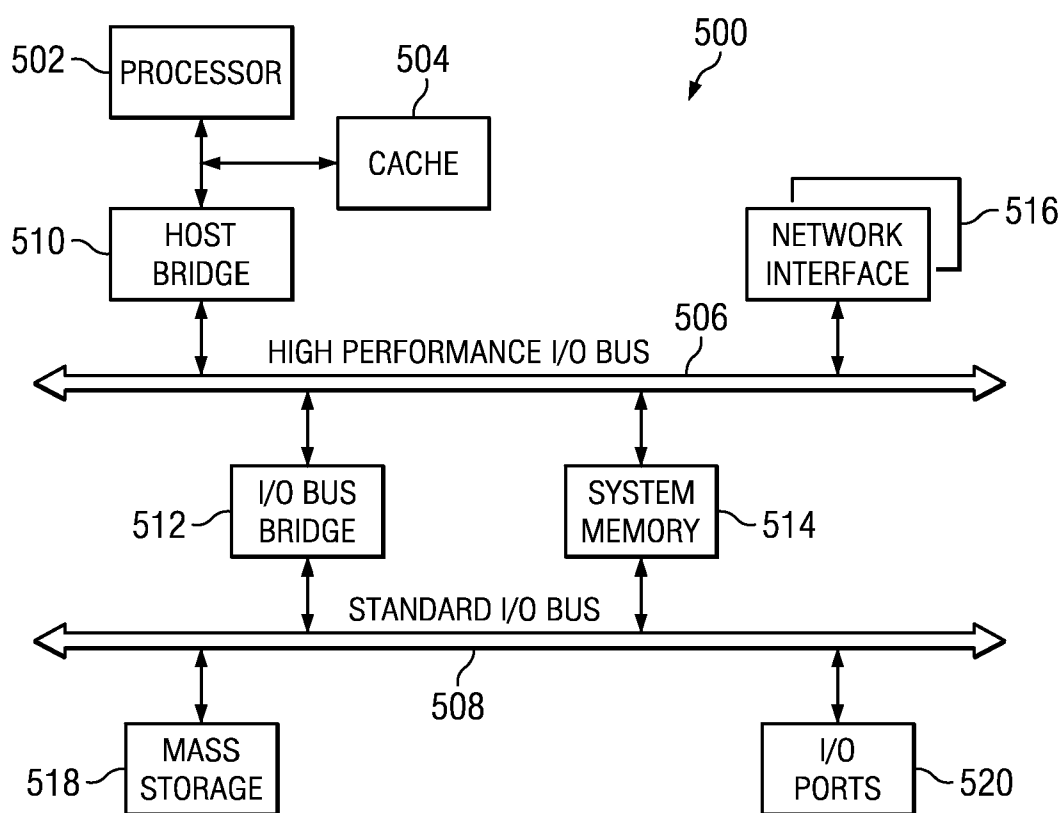 502
PROCESSOR
504
500
CACHE
510
HOST
BRIDGE
NETWORK
INTERFACE
516
HIGH PERFORMANCE I/O BUS
506
512
I/O BUS
BRIDGE
SYSTEM
MEMORY
514
STANDARD I/O BUS
508
518
MASS
STORAGE
I/O
PORTS
520